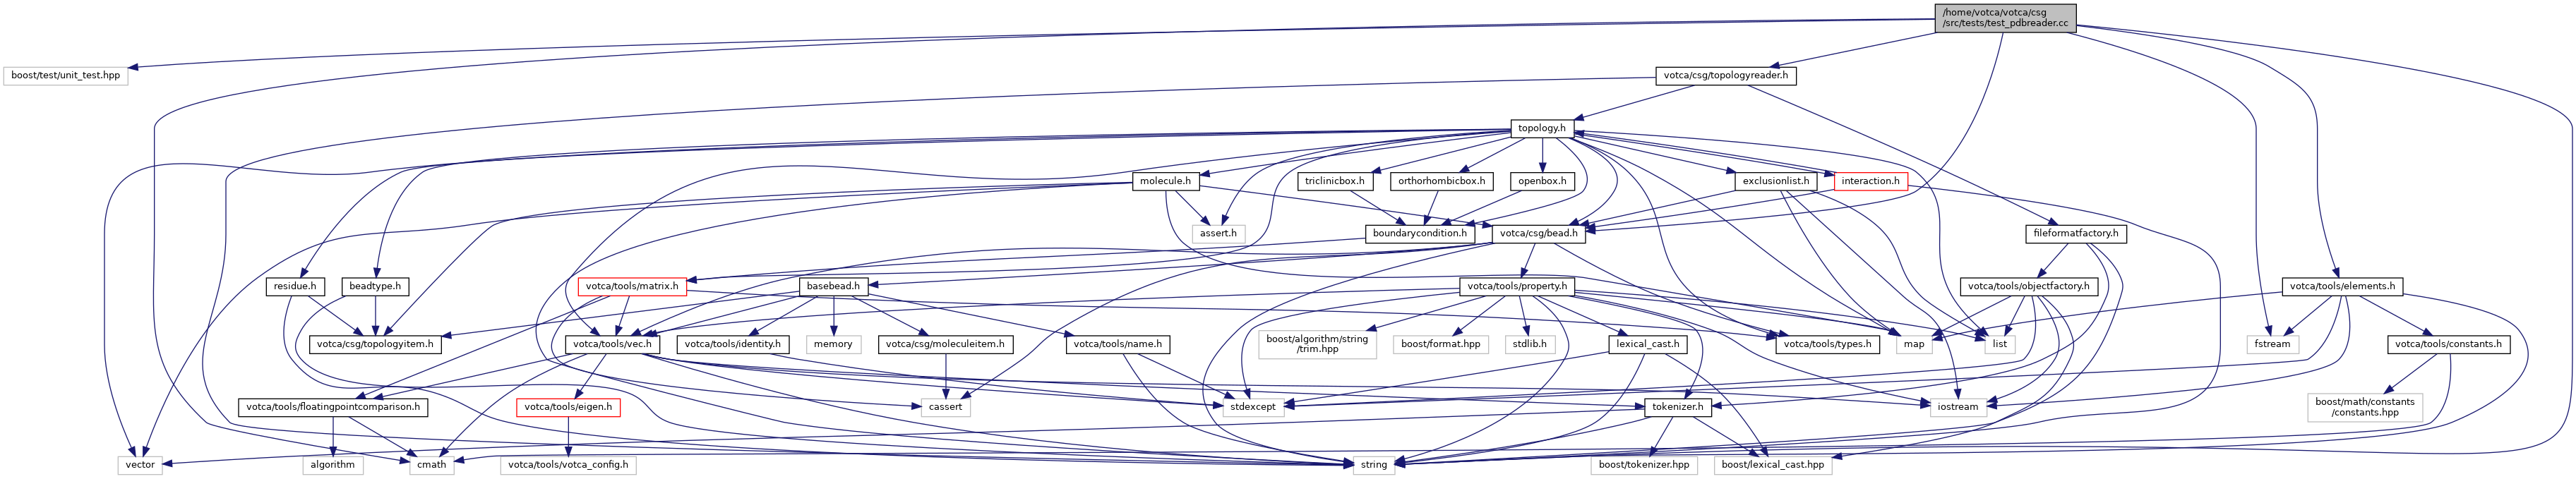 /home/votca/votca/csg
/src/tests/test_pdbreader.cc
boost/test/unit_test.hpp
votca/csg/topologyreader.h
topology.h
molecule.h
triclinicbox.h
orthorhombicbox.h
openbox.h
exclusionlist.h
interaction.h
assert.h
boundarycondition.h
votca/csg/bead.h
fileformatfactory.h
residue.h
beadtype.h
votca/tools/matrix.h
basebead.h
votca/tools/property.h
votca/tools/objectfactory.h
votca/tools/elements.h
votca/csg/topologyitem.h
votca/tools/vec.h
votca/tools/identity.h
memory
votca/csg/moleculeitem.h
votca/tools/name.h
boost/algorithm/string
/trim.hpp
boost/format.hpp
stdlib.h
lexical_cast.h
votca/tools/types.h
map
list
fstream
votca/tools/constants.h
votca/tools/floatingpointcomparison.h
votca/tools/eigen.h
cassert
stdexcept
tokenizer.h
iostream
boost/math/constants
/constants.hpp
vector
algorithm
cmath
votca/tools/votca_config.h
string
boost/tokenizer.hpp
boost/lexical_cast.hpp